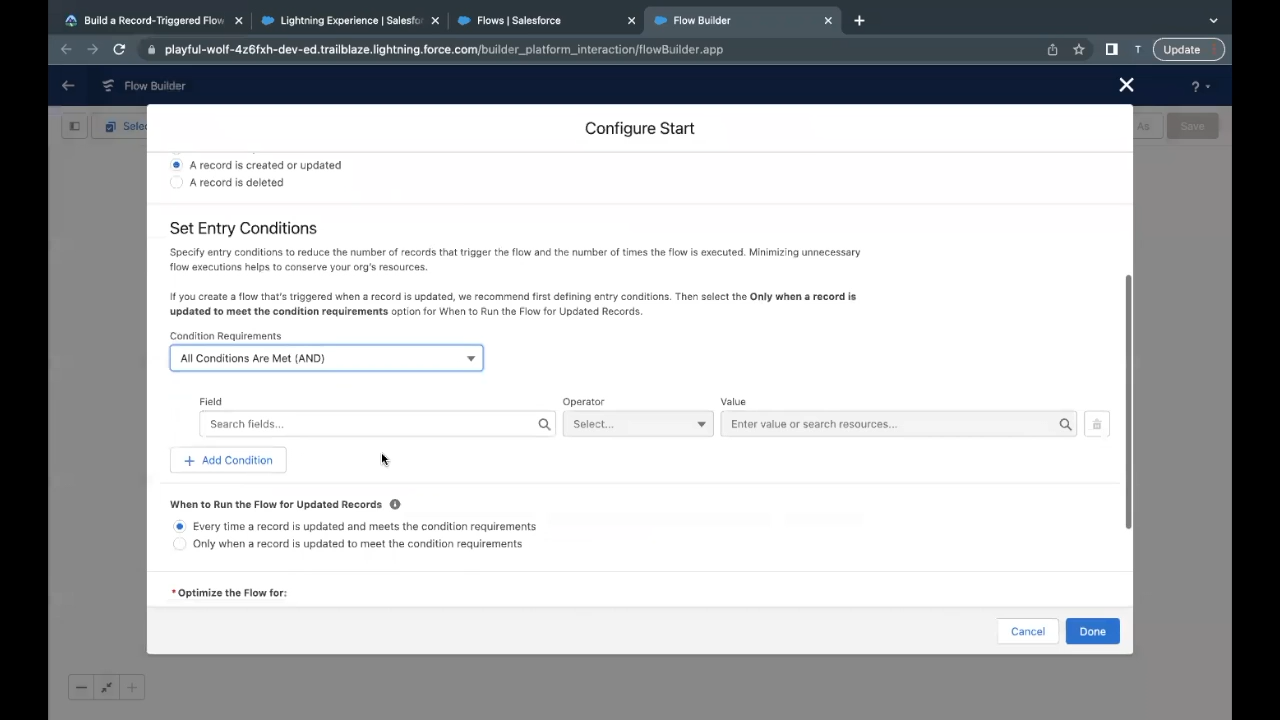 Build a Record-Triggered Flow
Lightning Experience | Salesfor
Flows | Salesforce
Flow Builder
playful-wolf-4z6fxh-dev-ed.trailblaze.lightning.force.com/builder_platform_interaction/flowBuilder.app
T
Update
Flow Builder
?
Selec
As
Save
Configure Start
A record is created or updated
A record is deleted
Set Entry Conditions
Specify entry conditions to reduce the number of records that trigger the flow and the number of times the flow is executed. Minimizing unnecessary
flow executions helps to conserve your org's resources.
If you create a flow that's triggered when a record is updated, we recommend first defining entry conditions. Then select the Only when a record is
updated to meet the condition requirements option for When to Run the Flow for Updated Records.
Condition Requirements
All Conditions Are Met (AND)
Field
Operator
Value
Search fields...
Select...
Enter value or search resources...
+ Add Condition
When to Run the Flow for Updated Records
Every time a record is updated and meets the condition requirements
Only when a record is updated to meet the condition requirements
* Optimize the Flow for:
Cancel
Done